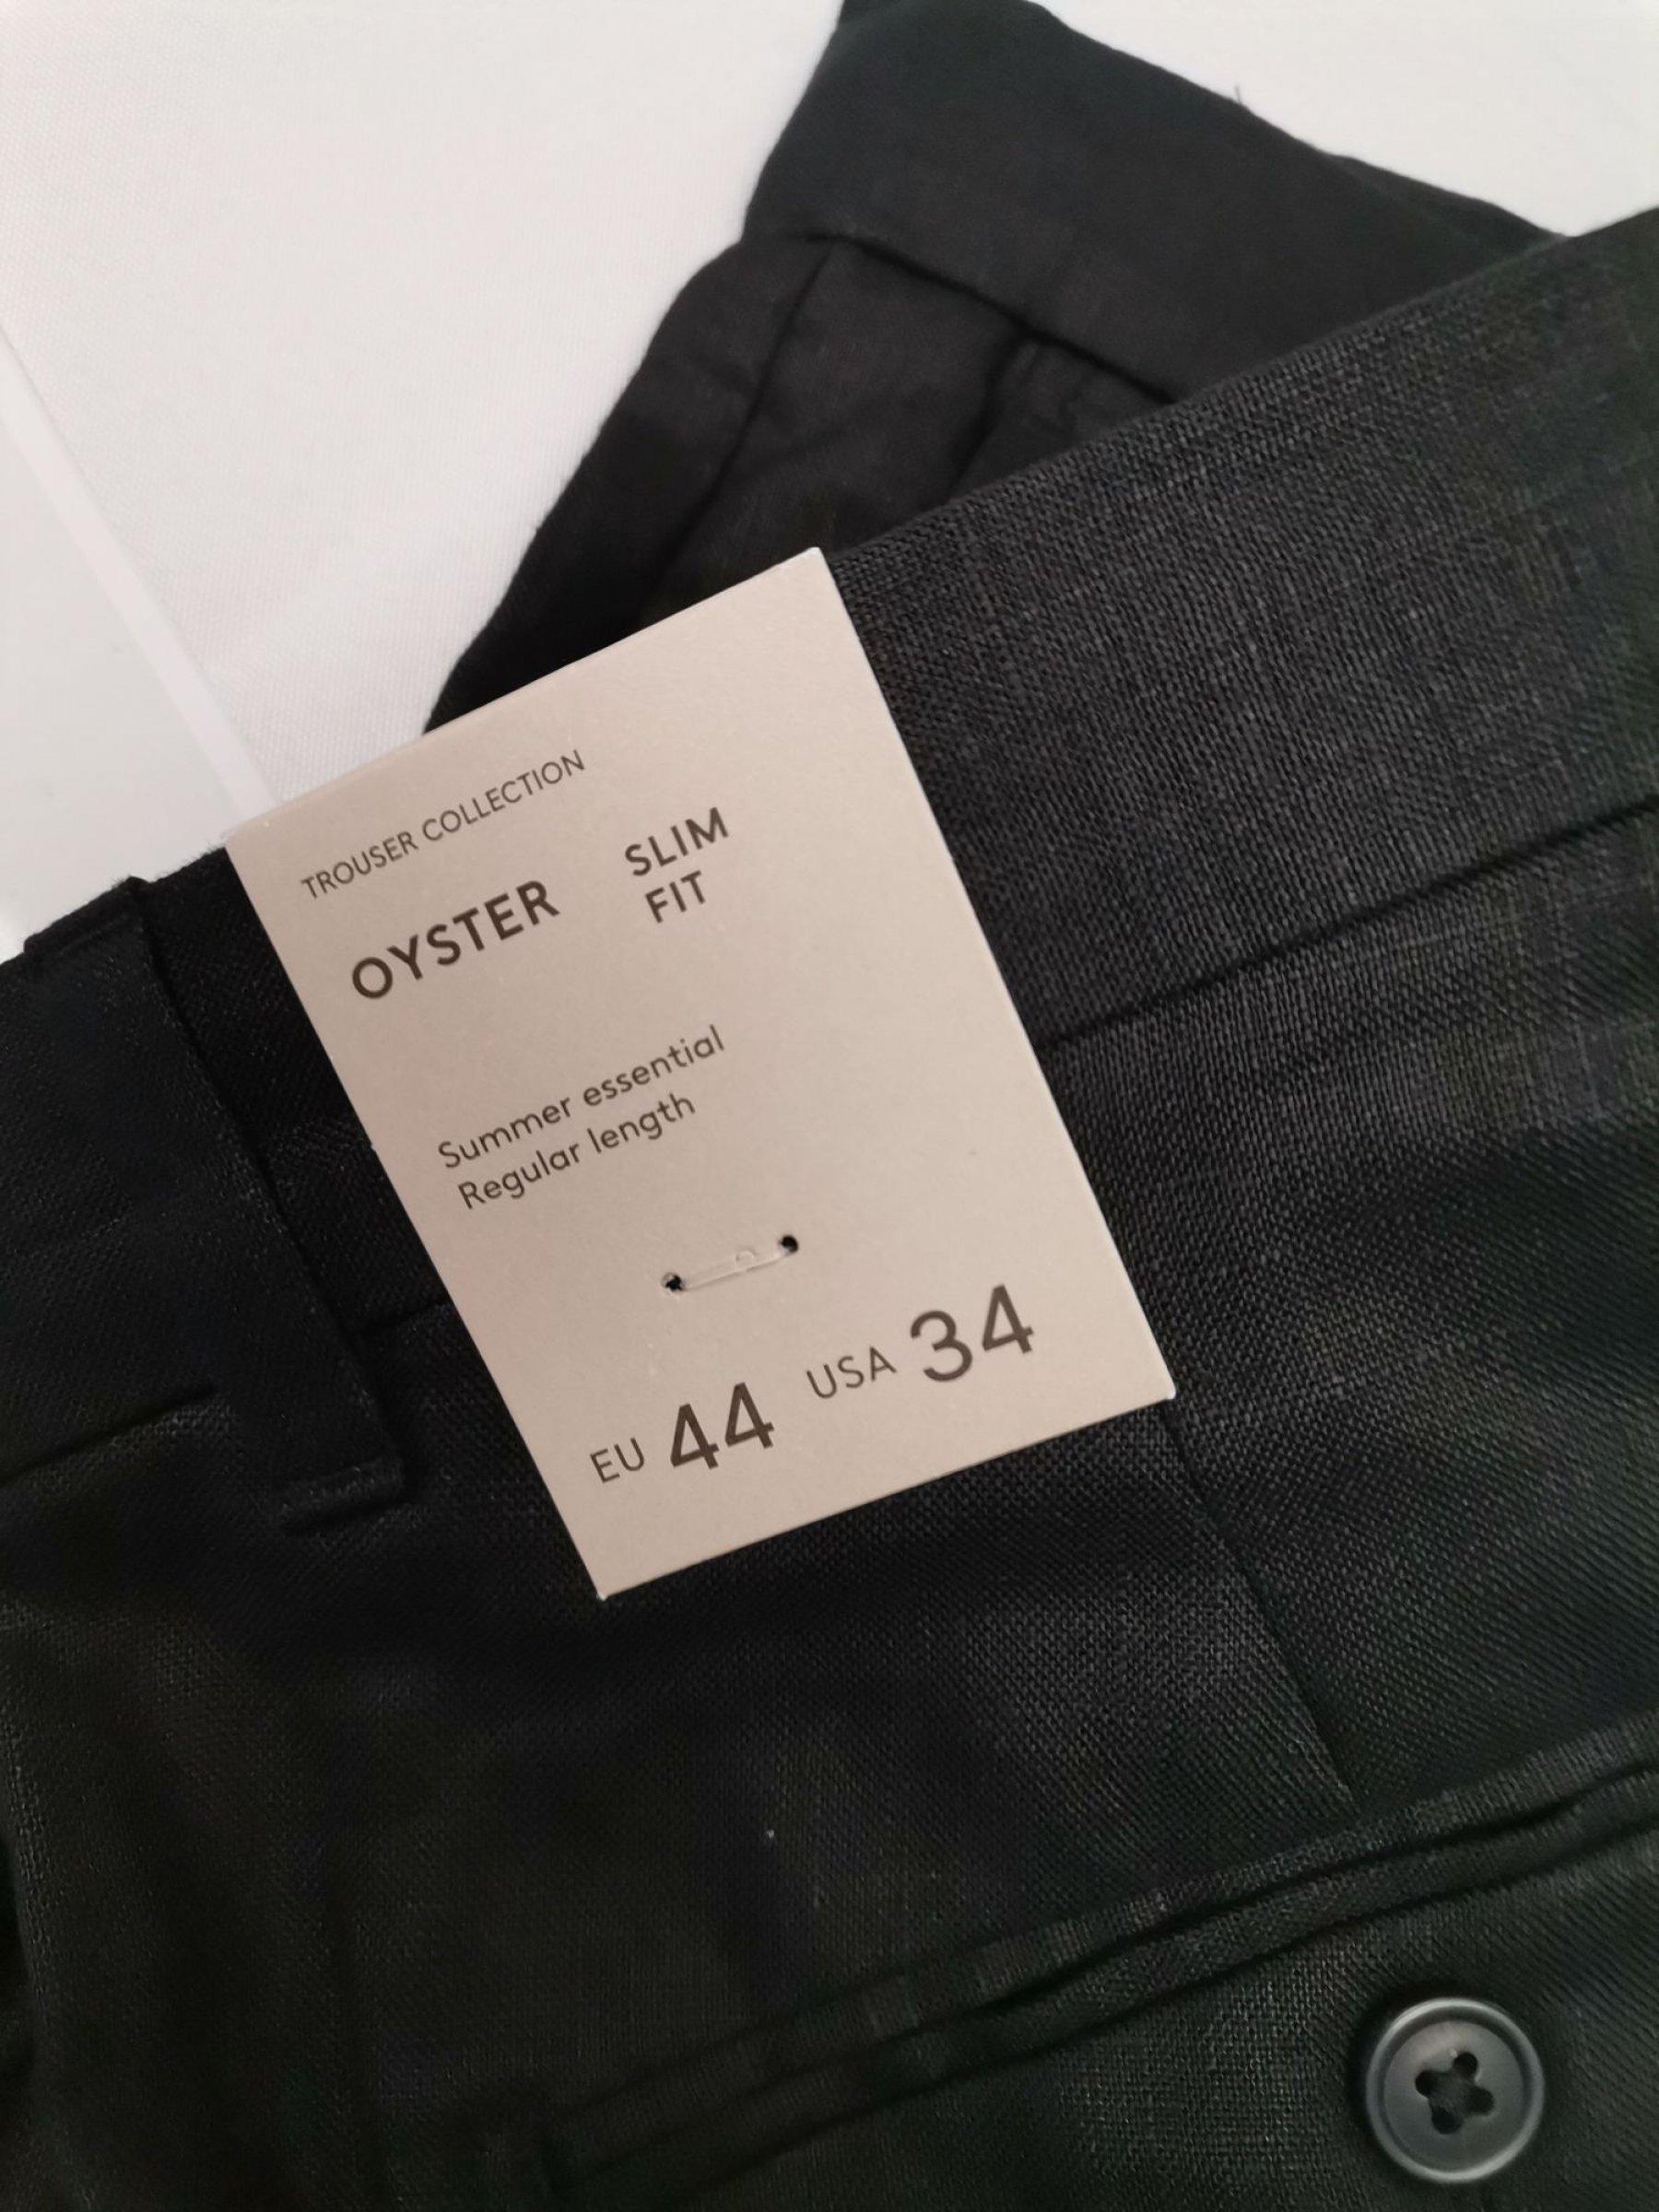 TROUSER COLLECTION
OYSTER SLIM
FIT
Summer essential
Regular length
EU 44 USA 34